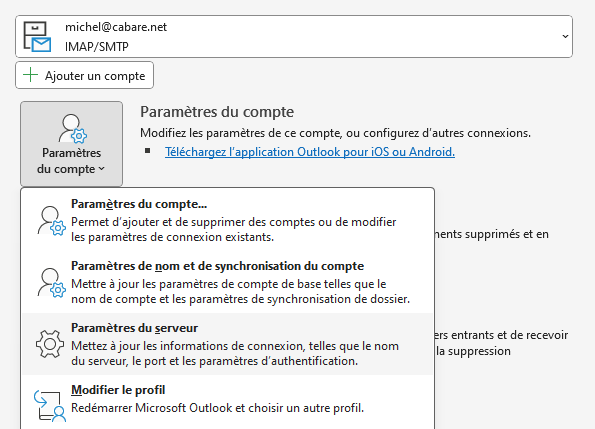 michel@cabare.net
IMAP/SMTP
Ajouter un compte
Paramètres
du compte
Paramètres du compte
Modifiez les paramètres de ce compte, ou configurez d'autres connexions.
Téléchargez l'application Outlook pour iOS ou Android.
Paramètres du compte...
Permet d'ajouter et de supprimer des comptes ou de modifier
les paramètres de connexion existants.
ments supprimés et en
Paramètres de nom et de synchronisation du compte
Mettre à jour les paramètres de compte de base telles que le
nom de compte et les paramètres de synchronisation de dossier.
Paramètres du serveur
Mettez à jour les informations de connexion, telles que le nom
du serveur, le port et les paramètres d'authentification.
ers entrants et de recevoir
la suppression
Modifier le profil
Redémarrer Microsoft Outlook et choisir un autre profil.